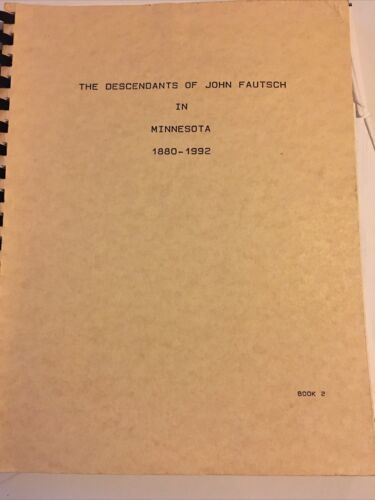 THE DESCENDANTS OF JOHN FAUTSCH
IN
MINNESOTA
1880-1992
BOOK 2